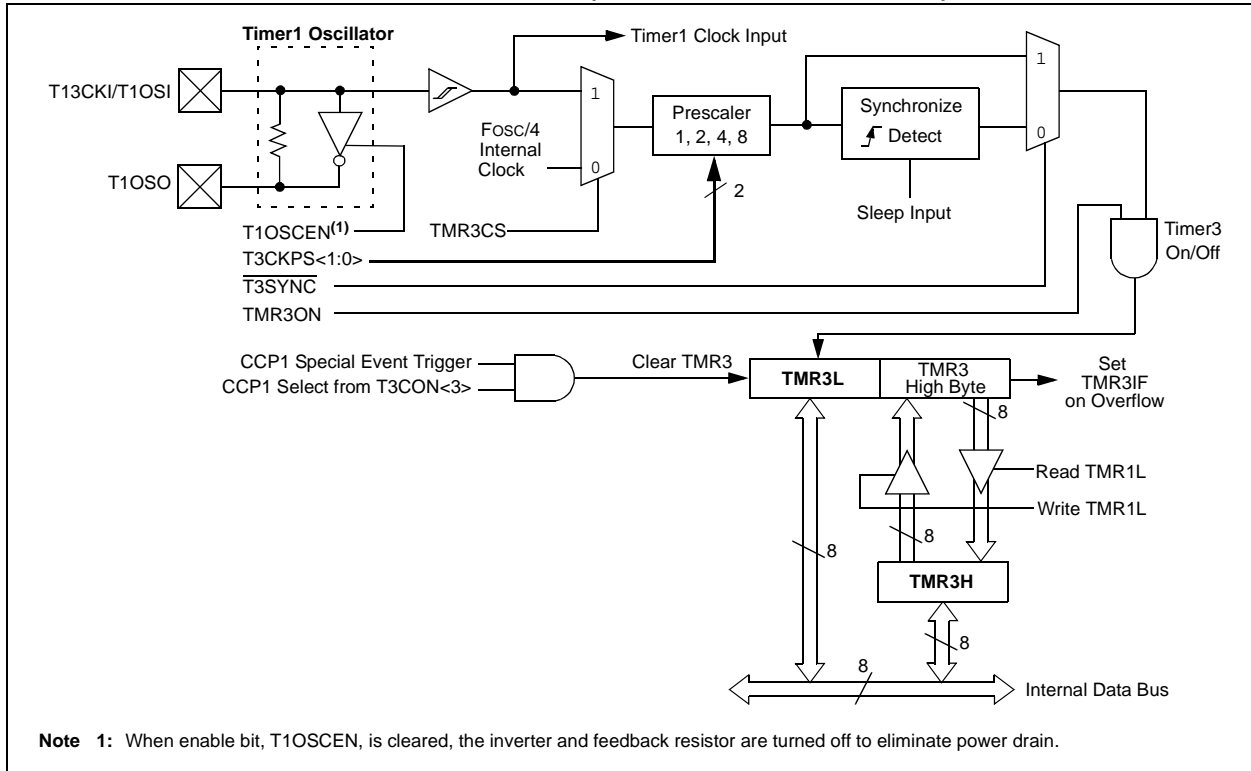 Timer1 Oscillator
Timer1 Clock Input
T13CKI/T1OSI
1
FOSC/4
Internal
Clock
0
Prescaler
1, 2, 4, 8
2
Synchronize
Detect
1
0
Sleep Input
T1OSO
T1OSCEN(1)
TMR3CS
T3CKPS<1:0>
T3SYNC
TMR3ON
Timer3
On/Off
CCP1 Special Event Trigger
CCP1 Select from T3CON<3>
Clear TMR3
TMR3L
TMR3
High Byte
Set
TMR3IF
on Overflow
8
Read TMR1L
Write TMR1L
8
8
TMR3H
8
8
Internal Data Bus
Note 1: When enable bit, T1OSCEN, is cleared, the inverter and feedback resistor are turned off to eliminate power drain.